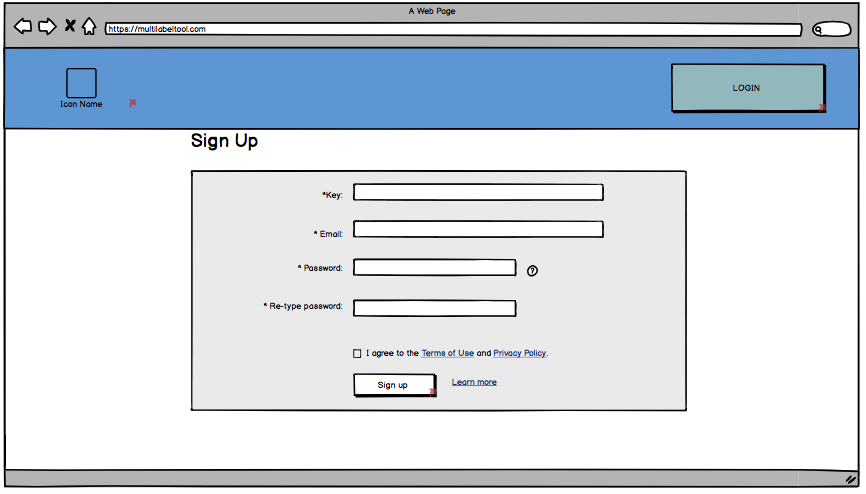 A Web Page
https://multilabeltool.com
Icon Name
LOGIN
Sign Up
*Key:
* Email:
* Password:
?
* Re-type password:
I agree to the Terms of Use and Privacy Policy.
Sign up
Learn more